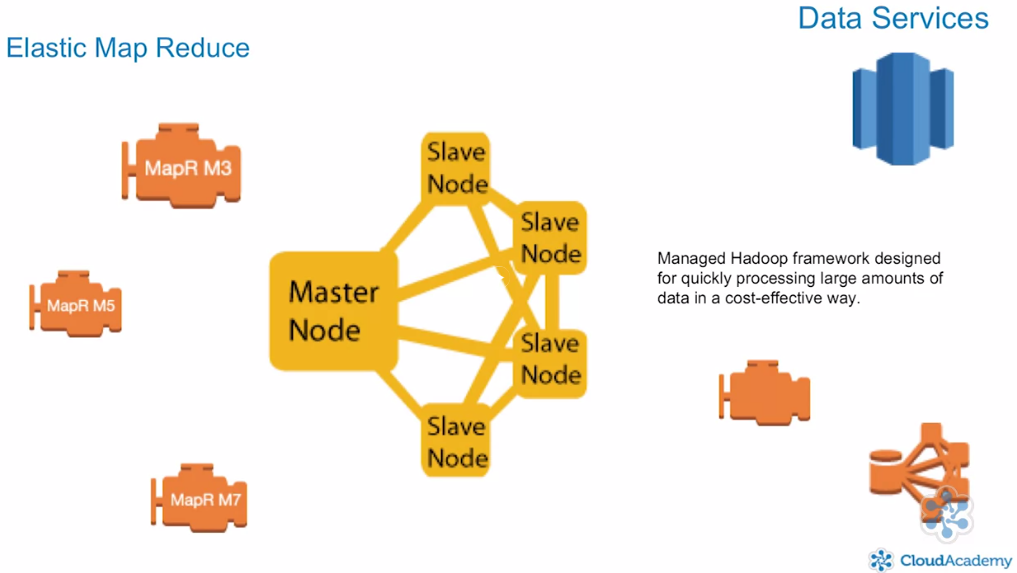 Data Services
Elastic Map Reduce
MapR M3
MapR M5
MapR M7
Master
Node
Slave
Node
Slave
Node
Slave
Node
Slave
Node
Managed Hadoop framework designed
for quickly processing large amounts of
data in a cost-effective way.
CloudAcademy